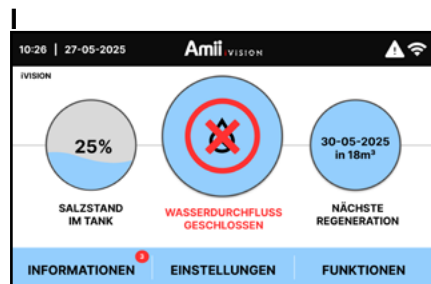 10:26 | 27-05-2025
Amii iVISION
iVISION
25%
30-05-2025
in 18m³
SALZSTAND
IM TANK
WASSERDURCHFLUSS
GESCHLOSSEN
NÄCHSTE
REGENERATION
3
INFORMATIONEN
EINSTELLUNGEN
FUNKTIONEN